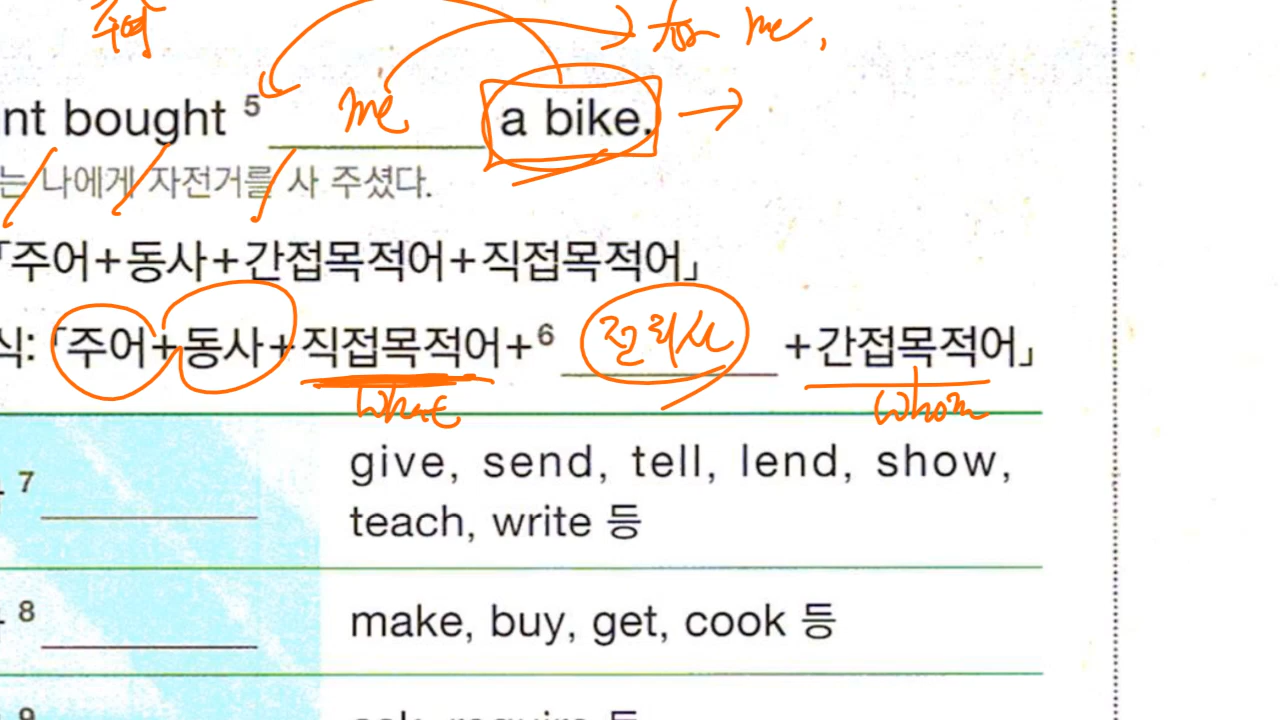 주어
for me,
nt bought 5 me a bike.
는 나에게 자전거를 사 주셨다.
「주어+동사+간접목적어+직접목적어」
식: 「주어+동사+직접목적어+6 전치사 +간접목적어」
what whom
7 give, send, tell, lend, show,
teach, write 등
8 make, buy, get, cook 등
9 ask, require 등